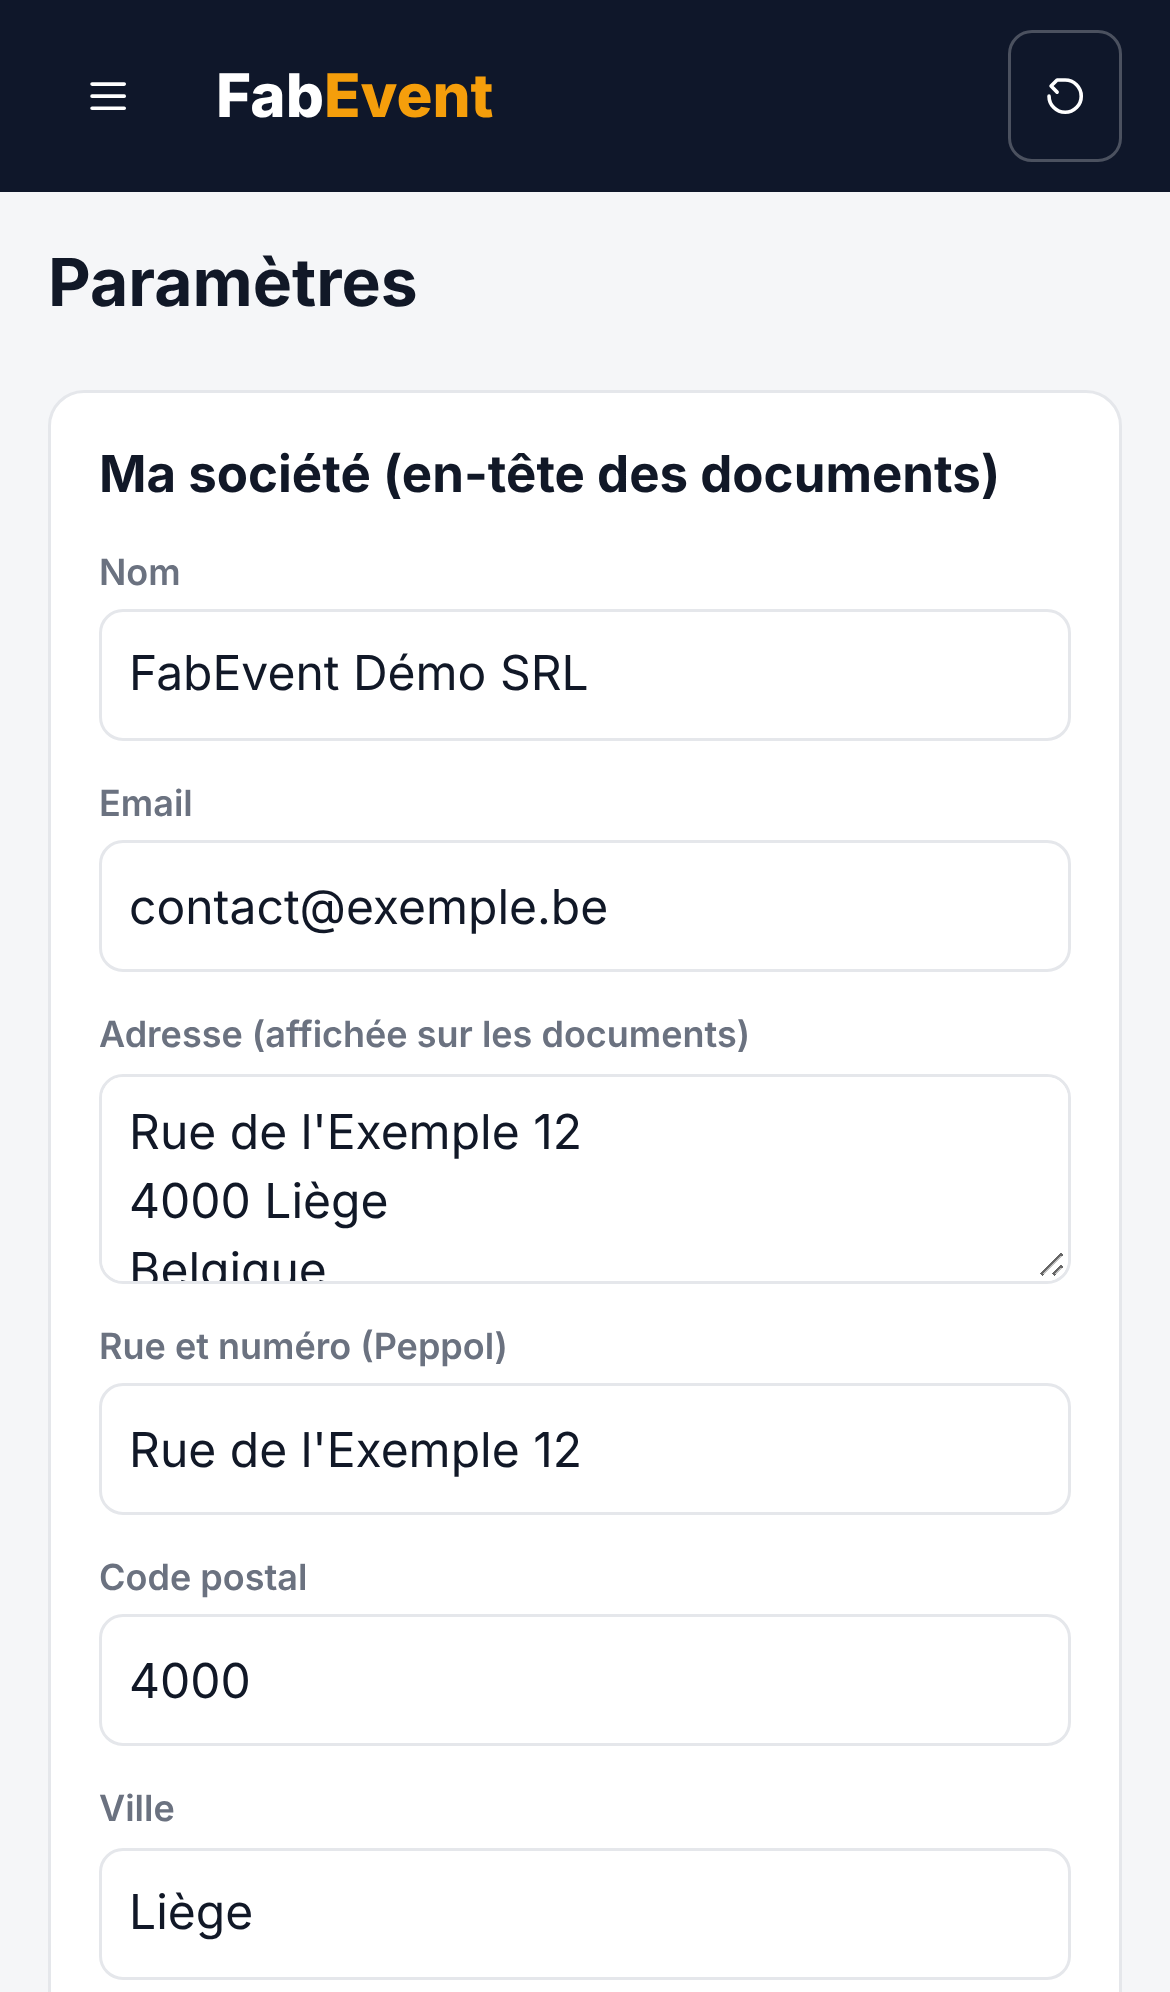 FabEvent
Paramètres
Ma société (en-tête des documents)
Nom
FabEvent Démo SRL
Email
contact@exemple.be
Adresse (affichée sur les documents)
Rue de l'Exemple 12
4000 Liège
Belgique
Rue et numéro (Peppol)
Rue de l'Exemple 12
Code postal
4000
Ville
Liège